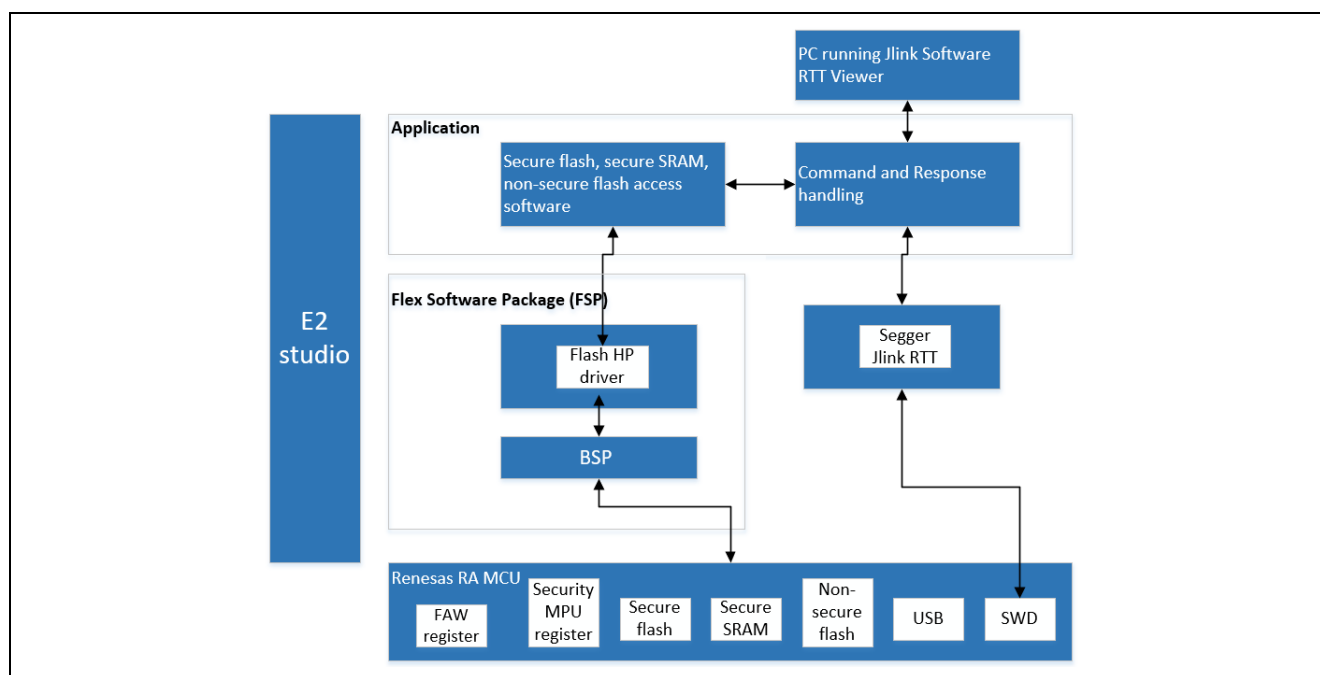 PC running Jlink Software
RTT Viewer
Application
Secure flash, secure SRAM,
non-secure flash access
software
Command and Response
handling
E2
studio
Flex Software Package (FSP)
Flash HP
driver
Segger
Jlink RTT
BSP
Renesas RA MCU
FAW
register
Security
MPU
register
Secure
flash
Secure
SRAM
Non-
secure
flash
USB
SWD